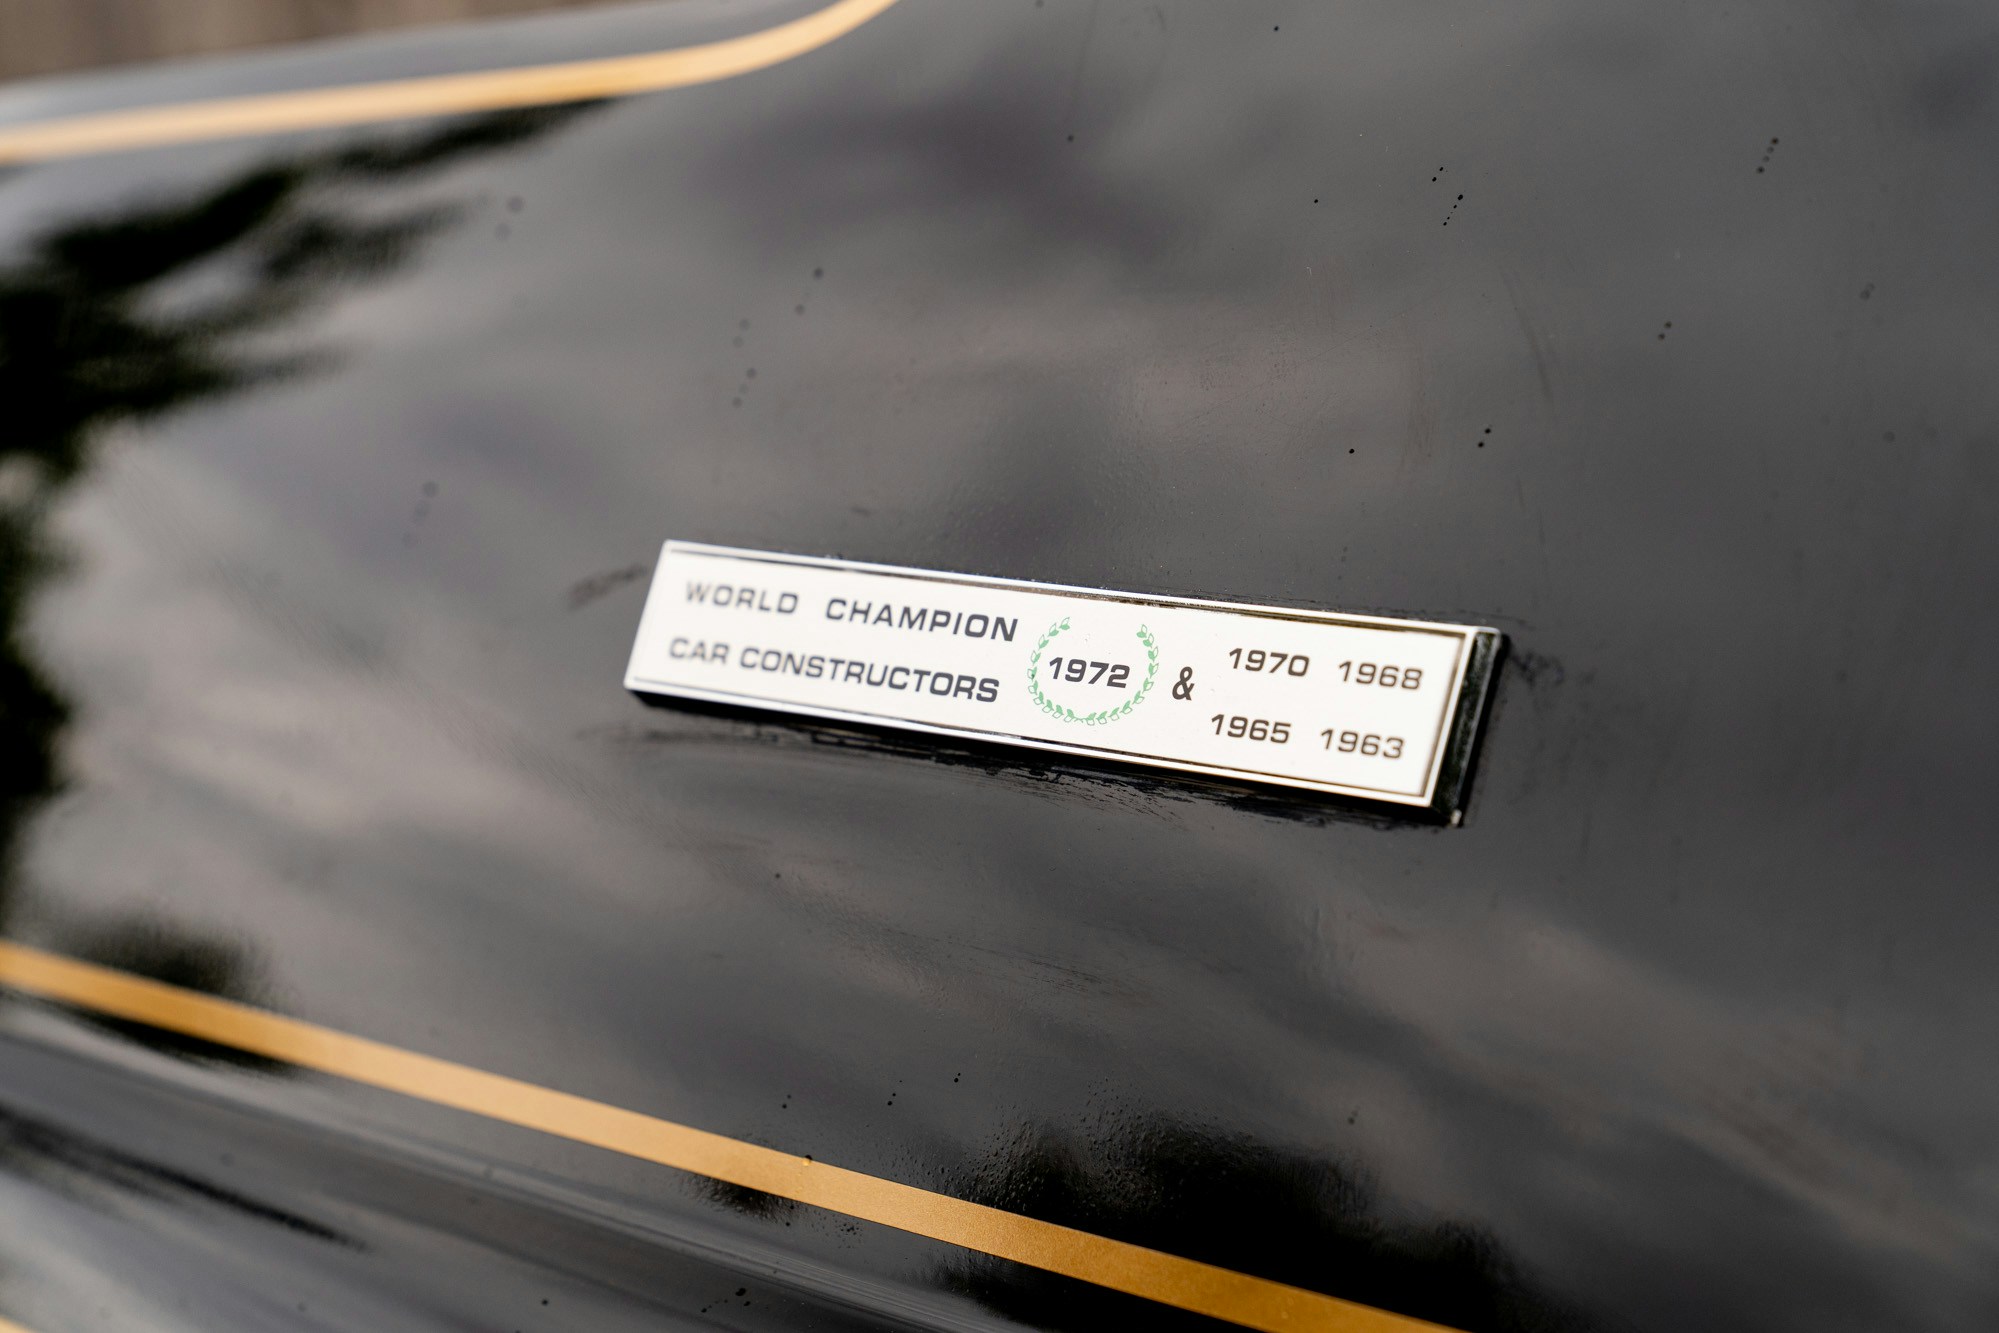 WORLD CHAMPION
CAR CONSTRUCTORS
1972 &
1970 1968
1965 1963